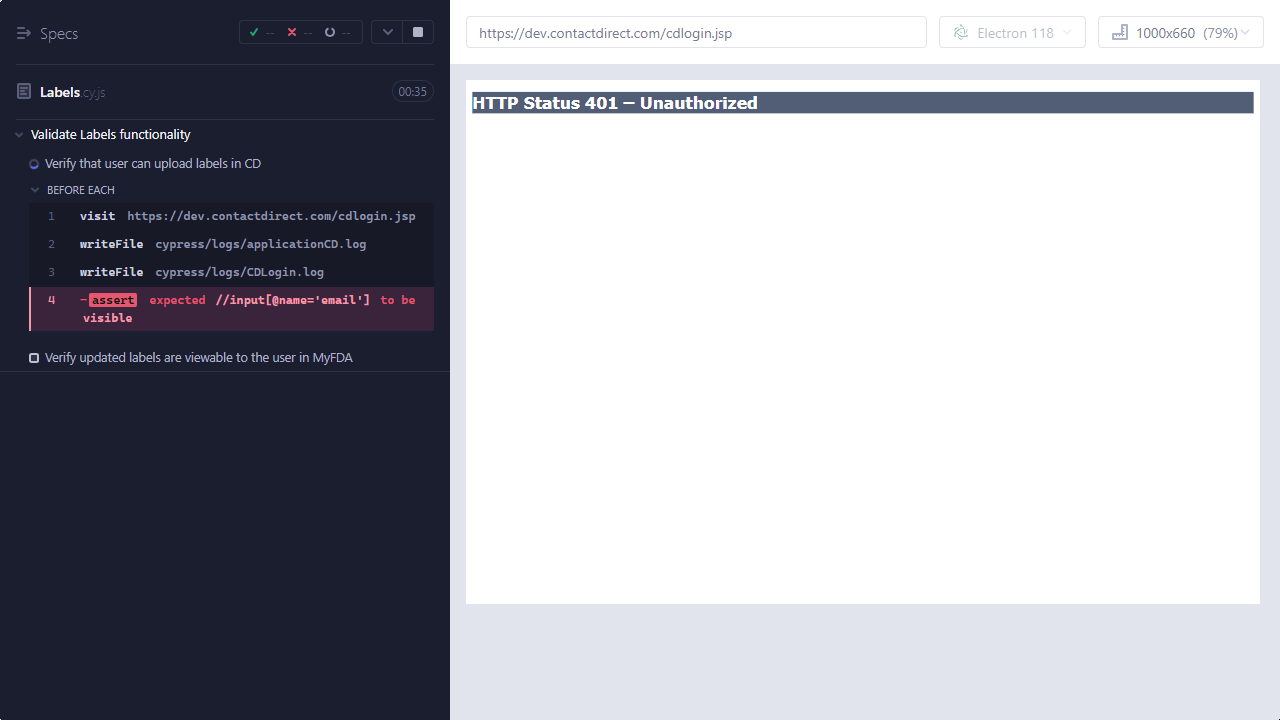 Specs
-- -- --
Labels cy.js 00:35
Validate Labels functionality
Verify that user can upload labels in CD
BEFORE EACH
1 visit https://dev.contactdirect.com/cdlogin.jsp
2 writeFile cypress/logs/applicationCD.log
3 writeFile cypress/logs/CDLogin.log
4 -assert expected //input[@name='email'] to be
visible
Verify updated labels are viewable to the user in MyFDA
https://dev.contactdirect.com/cdlogin.jsp
Electron 118
1000x660 (79%)
HTTP Status 401 – Unauthorized